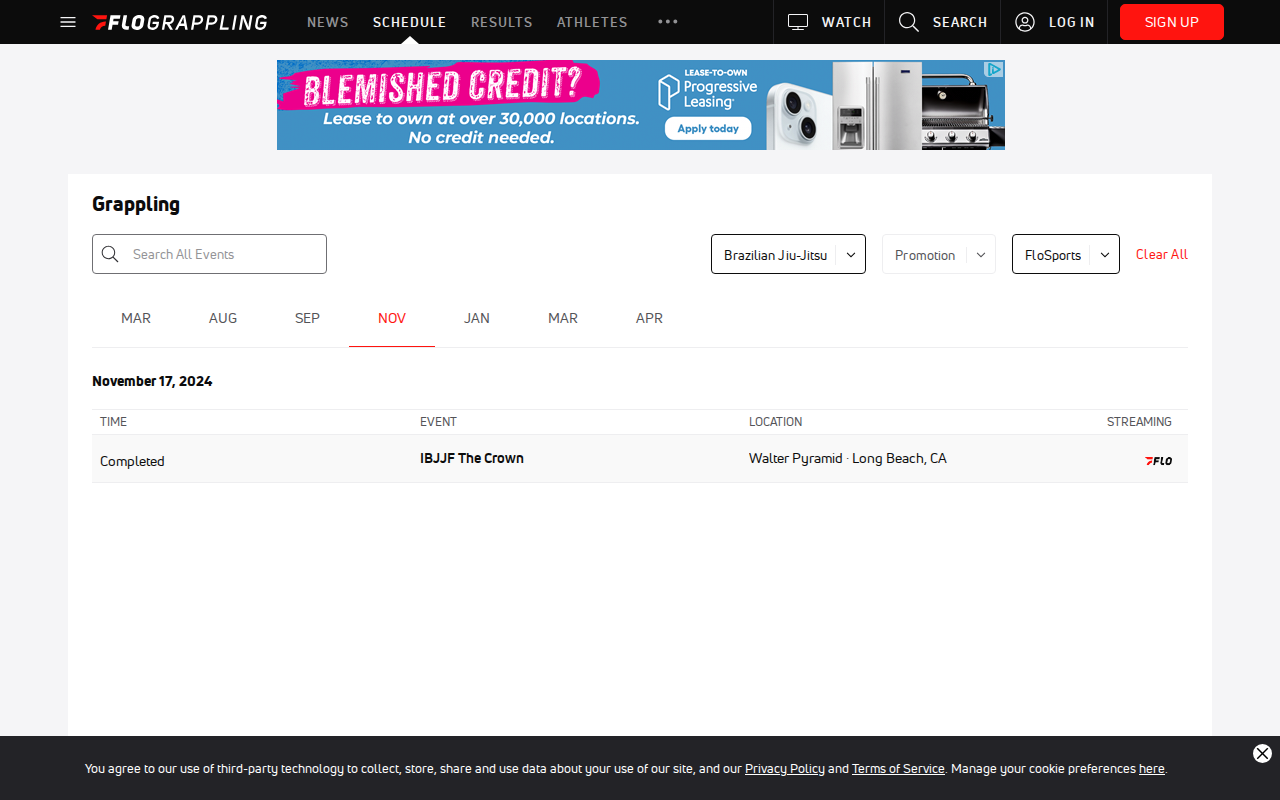 FLOGRAPPLING
NEWS
SCHEDULE
RESULTS
ATHLETES
WATCH
SEARCH
LOG IN
SIGN UP
BLEMISHED CREDIT?
Lease to own at over 30,000 locations.
No credit needed.
LEASE-TO-OWN
Progressive
Leasing
Apply today
Grappling
Search All Events
Brazilian Jiu-Jitsu
Promotion
FloSports
Clear All
MAR
AUG
SEP
NOV
JAN
MAR
APR
November 17, 2024
TIME
EVENT
LOCATION
STREAMING
Completed
IBJJF The Crown
Walter Pyramid · Long Beach, CA
FLO
You agree to our use of third-party technology to collect, store, share and use data about your use of our site, and our Privacy Policy and Terms of Service. Manage your cookie preferences here.